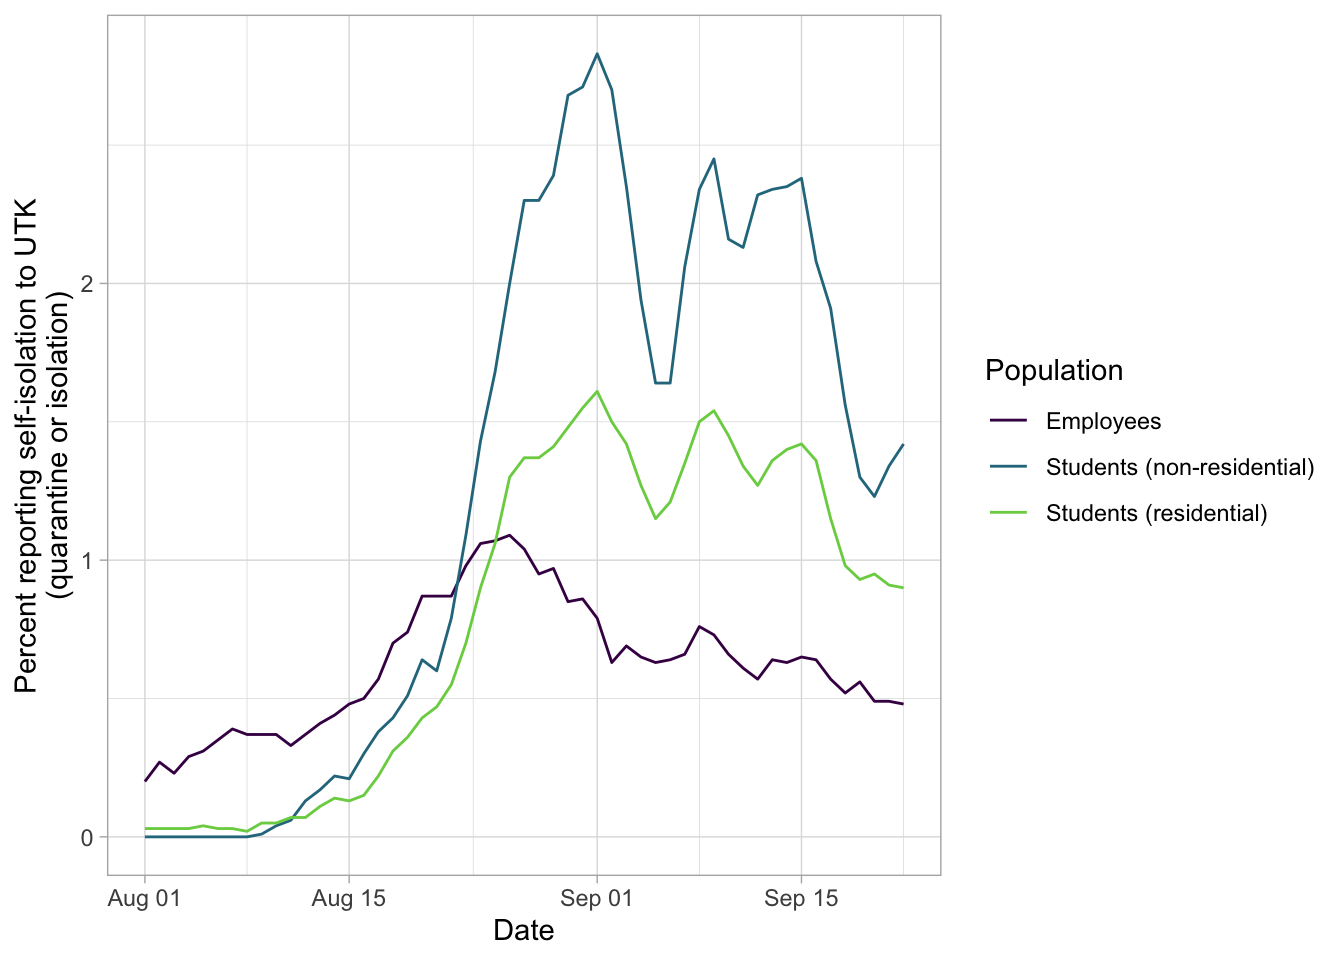 Percent reporting self-isolation to UTK
(quarantine or isolation)
2
1
0
Aug 01
Aug 15
Sep 01
Sep 15
Date
Population
Employees
Students (non-residential)
Students (residential)